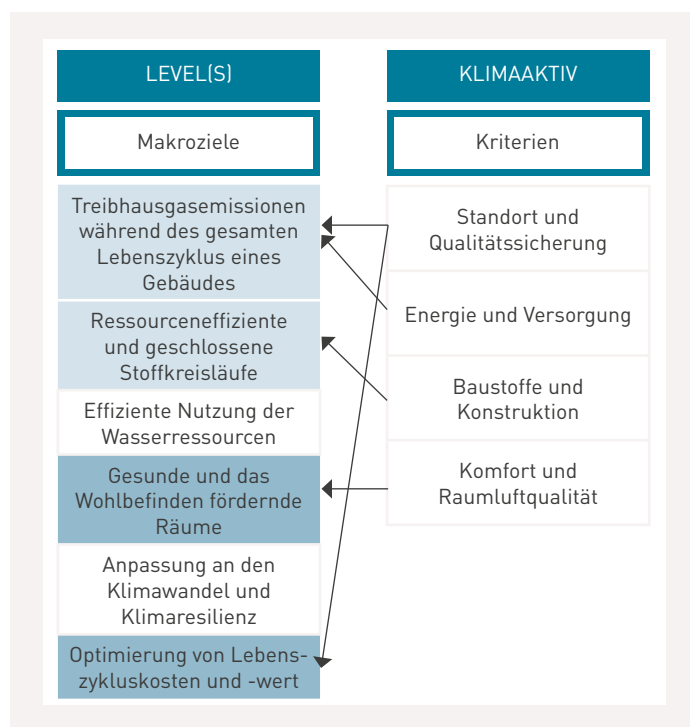 LEVEL(S)
Makroziele
Treibhausgasemissionen
während des gesamten
Lebenszyklus eines
Gebäudes
Ressourceneffiziente
und geschlossene
Stoffkreisläufe
Effiziente Nutzung der
Wasserressourcen
Gesunde und das
Wohlbefinden fördernde
Räume
Anpassung an den
Klimawandel und
Klimaresilienz
Optimierung von Lebens-
zykluskosten und -wert
KLIMAAKTIV
Kriterien
Standort und
Qualitätssicherung
Energie und Versorgung
Baustoffe und
Konstruktion
Komfort und
Raumluftqualität